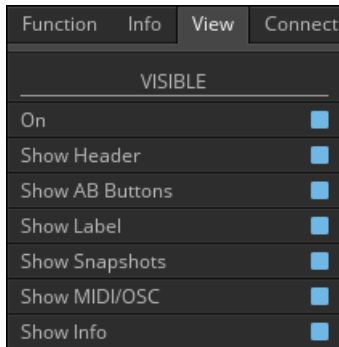 Function Info View Connect
VISIBLE
On
Show Header
Show AB Buttons
Show Label
Show Snapshots
Show MIDI/OSC
Show Info